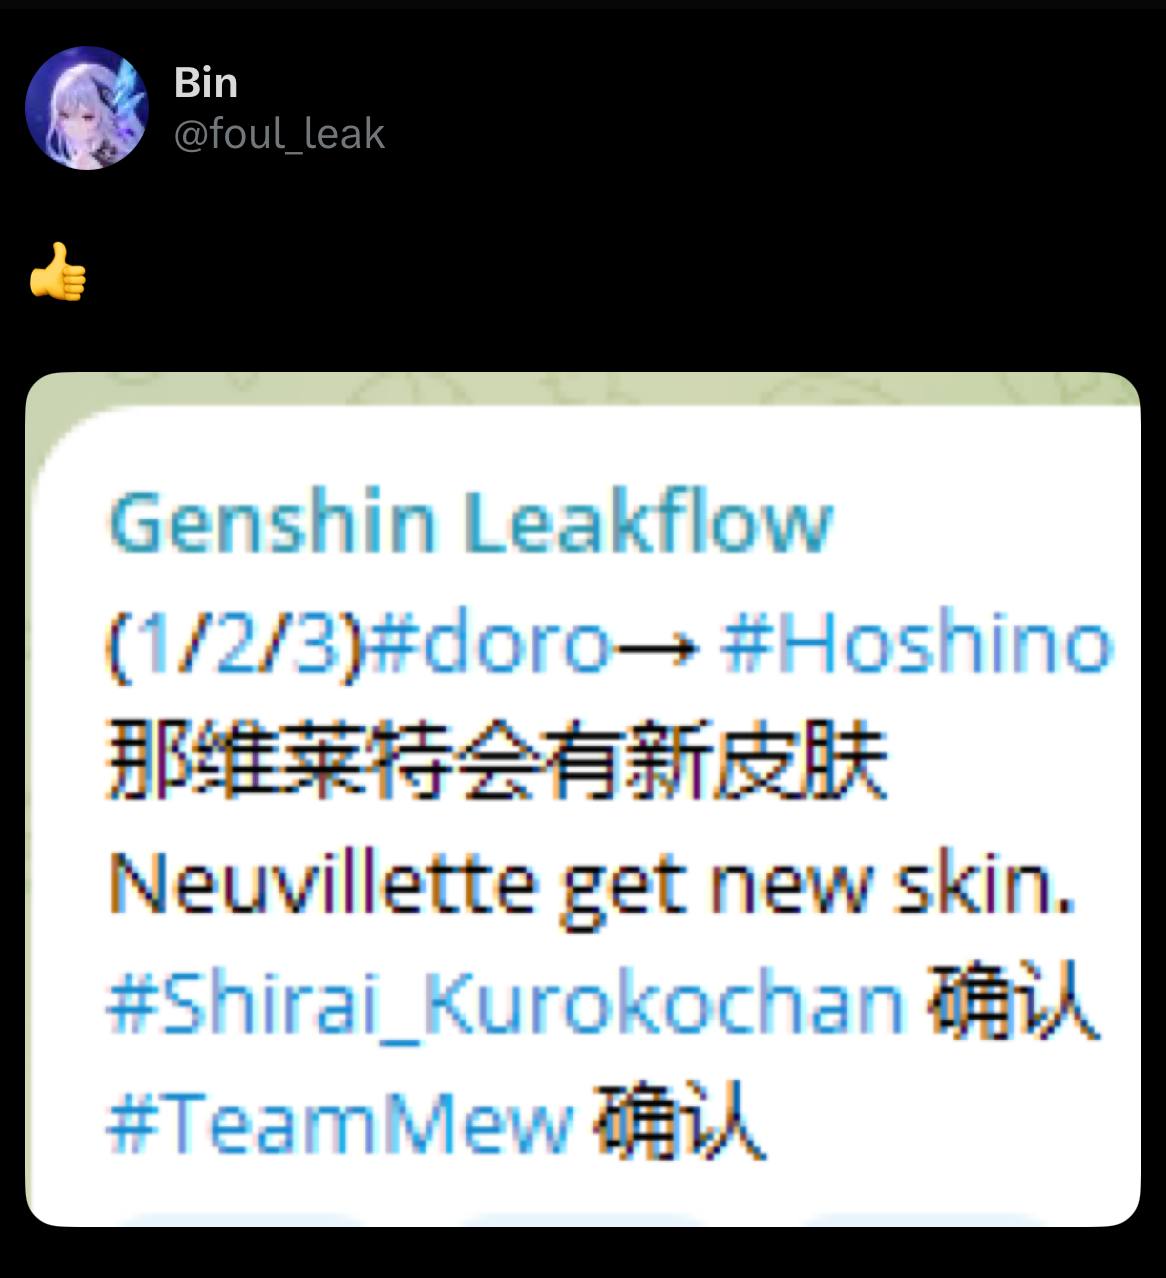 Bin
@foul_leak
👍
Genshin Leakflow
(1/2/3)#doro→ #Hoshino
那维莱特会有新皮肤
Neuvillette get new skin.
#Shirai_Kurokochan 确认
#TeamMew 确认